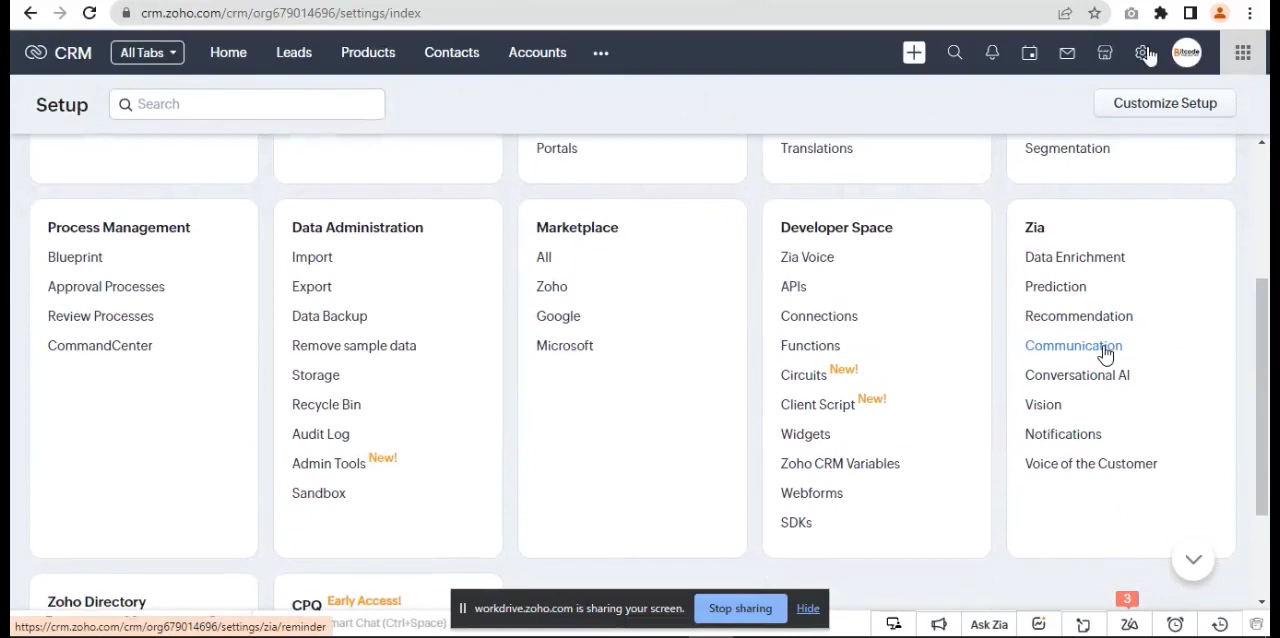 crm.zoho.com/crm/org679014696/settings/index
CRM All Tabs Home Leads Products Contacts Accounts ••• Bitcode
Setup Search Customize Setup
Portals Translations Segmentation
Process Management
Blueprint
Approval Processes
Review Processes
CommandCenter
Data Administration
Import
Export
Data Backup
Remove sample data
Storage
Recycle Bin
Audit Log
Admin Tools New!
Sandbox
Marketplace
All
Zoho
Google
Microsoft
Developer Space
Zia Voice
APIs
Connections
Functions
Circuits New!
Client Script New!
Widgets
Zoho CRM Variables
Webforms
SDKs
Zia
Data Enrichment
Prediction
Recommendation
Communication
Conversational AI
Vision
Notifications
Voice of the Customer
Zoho Directory
CPQ Early Access!
workdrive.zoho.com is sharing your screen. Stop sharing Hide
https://crm.zoho.com/crm/org679014696/settings/zia/reminder
mart Chat (Ctrl+Space)
Ask Zia
3